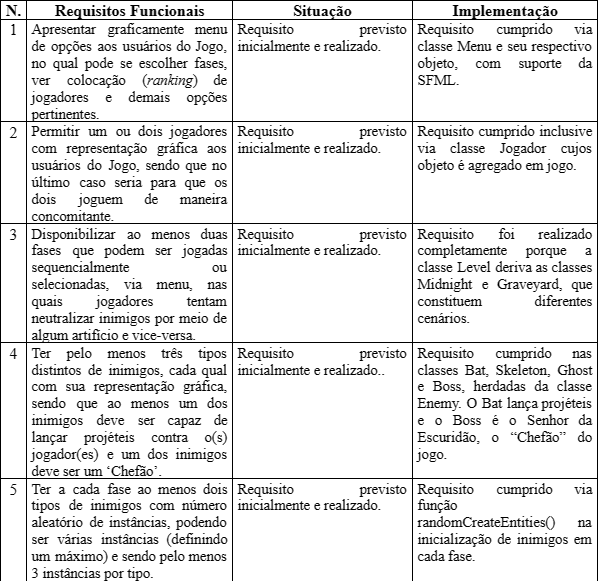 N. Requisitos Funcionais Situação Implementação
1 Apresentar graficamente menu de opções aos usuários do Jogo, no qual pode se escolher fases, ver colocação (ranking) de jogadores e demais opções pertinentes.
Requisito previsto inicialmente e realizado.
Requisito cumprido via classe Menu e seu respectivo objeto, com suporte da SFML.
2 Permitir um ou dois jogadores com representação gráfica aos usuários do Jogo, sendo que no último caso seria para que os dois joguem de maneira concomitante.
Requisito previsto inicialmente e realizado.
Requisito cumprido inclusive via classe Jogador cujos objeto é agregado em jogo.
3 Disponibilizar ao menos duas fases que podem ser jogadas sequencialmente ou selecionadas, via menu, nas quais jogadores tentam neutralizar inimigos por meio de algum artifício e vice-versa.
Requisito previsto inicialmente e realizado.
Requisito foi realizado completamente porque a classe Level deriva as classes Midnight e Graveyard, que constituem diferentes cenários.
4 Ter pelo menos três tipos distintos de inimigos, cada qual com sua representação gráfica, sendo que ao menos um dos inimigos deve ser capaz de lançar projéteis contra o(s) jogador(es) e um dos inimigos deve ser um ‘Chefão’.
Requisito previsto inicialmente e realizado..
Requisito cumprido nas classes Bat, Skeleton, Ghost e Boss, herdadas da classe Enemy. O Bat lança projéteis e o Boss é o Senhor da Escuridão, o “Chefão” do jogo.
5 Ter a cada fase ao menos dois tipos de inimigos com número aleatório de instâncias, podendo ser várias instâncias (definindo um máximo) e sendo pelo menos 3 instâncias por tipo.
Requisito previsto inicialmente e realizado.
Requisito cumprido via função randomCreateEntities() na inicialização de inimigos em cada fase.